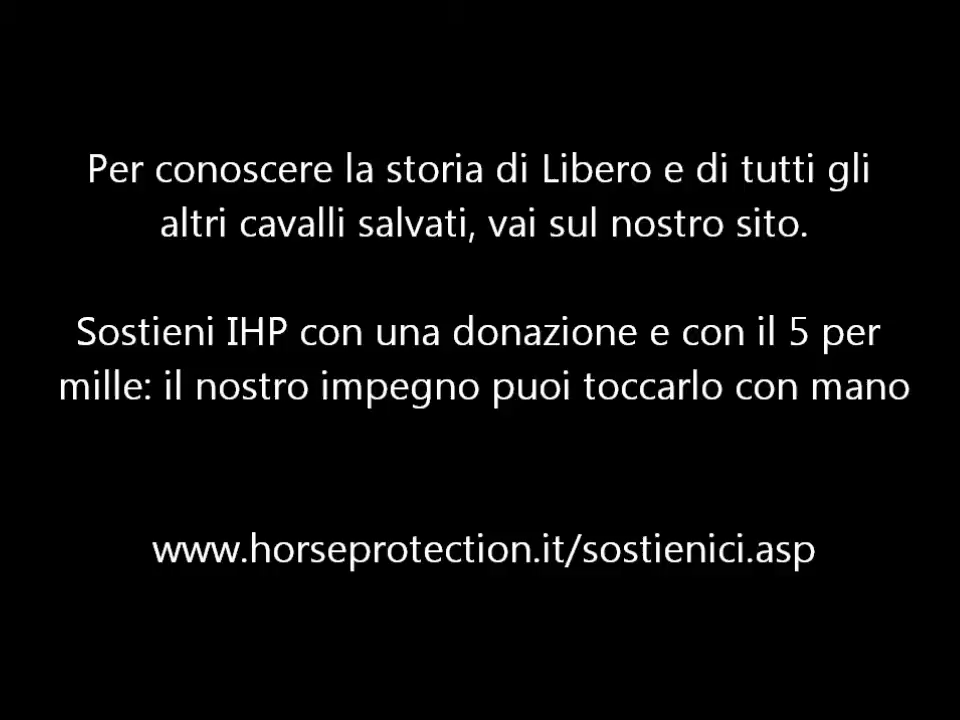 Per conoscere la storia di Libero e di tutti gli
altri cavalli salvati, vai sul nostro sito.
Sostieni IHP con una donazione e con il 5 per
mille: il nostro impegno puoi toccarlo con mano
www.horseprotection.it/sostienici.asp